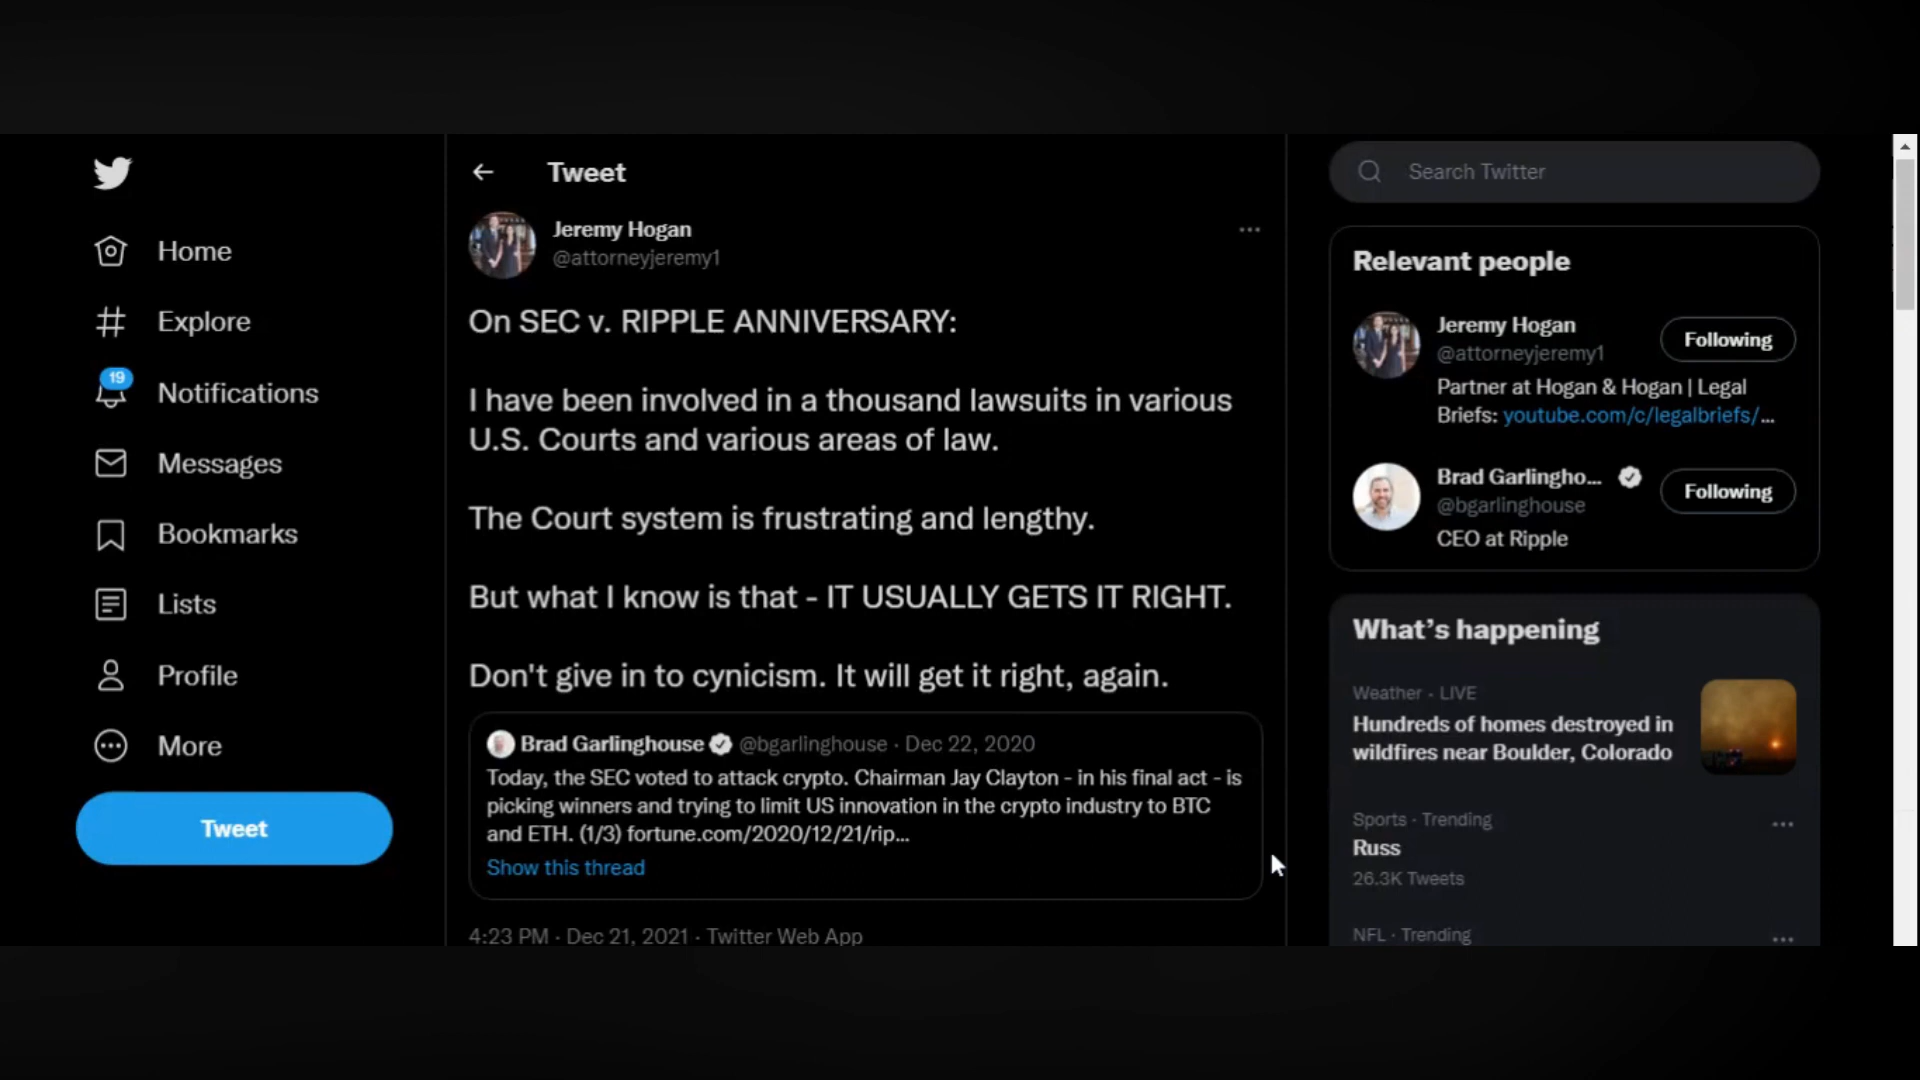 Home
Explore
19
Notifications
Messages
Bookmarks
Lists
Profile
More
Tweet
Tweet
Jeremy Hogan
@attorneyjeremy1
On SEC v. RIPPLE ANNIVERSARY:
I have been involved in a thousand lawsuits in various
U.S. Courts and various areas of law.
The Court system is frustrating and lengthy.
But what I know is that - IT USUALLY GETS IT RIGHT.
Don't give in to cynicism. It will get it right, again.
Brad Garlinghouse @bgarlinghouse · Dec 22, 2020
Today, the SEC voted to attack crypto. Chairman Jay Clayton - in his final act - is
picking winners and trying to limit US innovation in the crypto industry to BTC
and ETH. (1/3) fortune.com/2020/12/21/rip...
Show this thread
4:23 PM · Dec 21, 2021 · Twitter Web App
Search Twitter
Relevant people
Jeremy Hogan
Following
@attorneyjeremy1
Partner at Hogan & Hogan | Legal
Briefs: youtube.com/c/legalbriefs/...
Brad Garlingho...
Following
@bgarlinghouse
CEO at Ripple
What's happening
Weather · LIVE
Hundreds of homes destroyed in
wildfires near Boulder, Colorado
Sports · Trending
Russ
26.3K Tweets
NFL · Trending